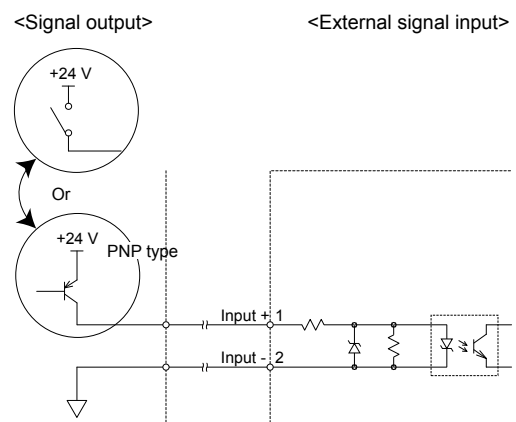 <Signal output>
<External signal input>
+24 V
Or
+24 V
PNP type
Input + 1
Input - 2